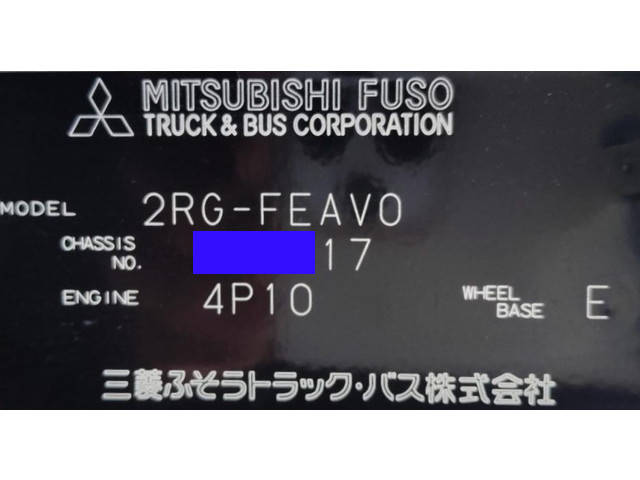 MITSUBISHI FUSO
TRUCK & BUS CORPORATION
MODEL 2RG-FEAV0
CHASSIS NO. 17
ENGINE 4P10 WHEEL BASE E
三菱ふそうトラック・バス株式会社